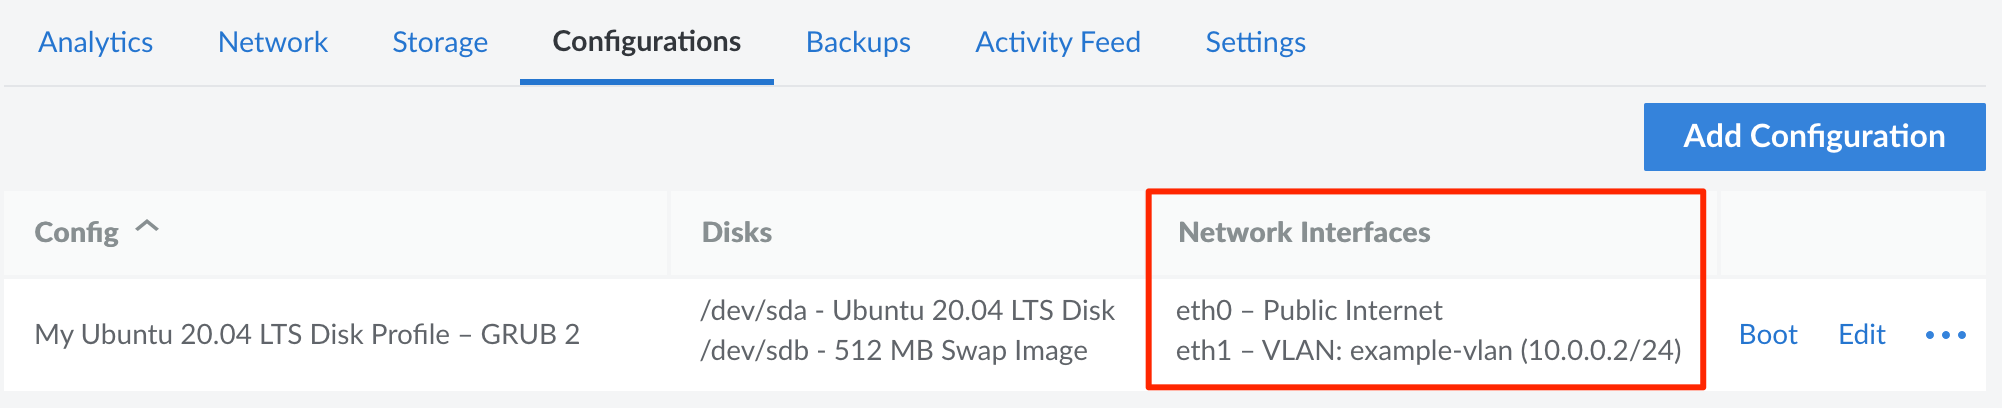 Analytics Network Storage Configurations Backups Activity Feed Settings
Add Configuration
Config Disks Network Interfaces
My Ubuntu 20.04 LTS Disk Profile – GRUB 2
/dev/sda - Ubuntu 20.04 LTS Disk
/dev/sdb - 512 MB Swap Image
eth0 – Public Internet
eth1 – VLAN: example-vlan (10.0.0.2/24)
Boot Edit